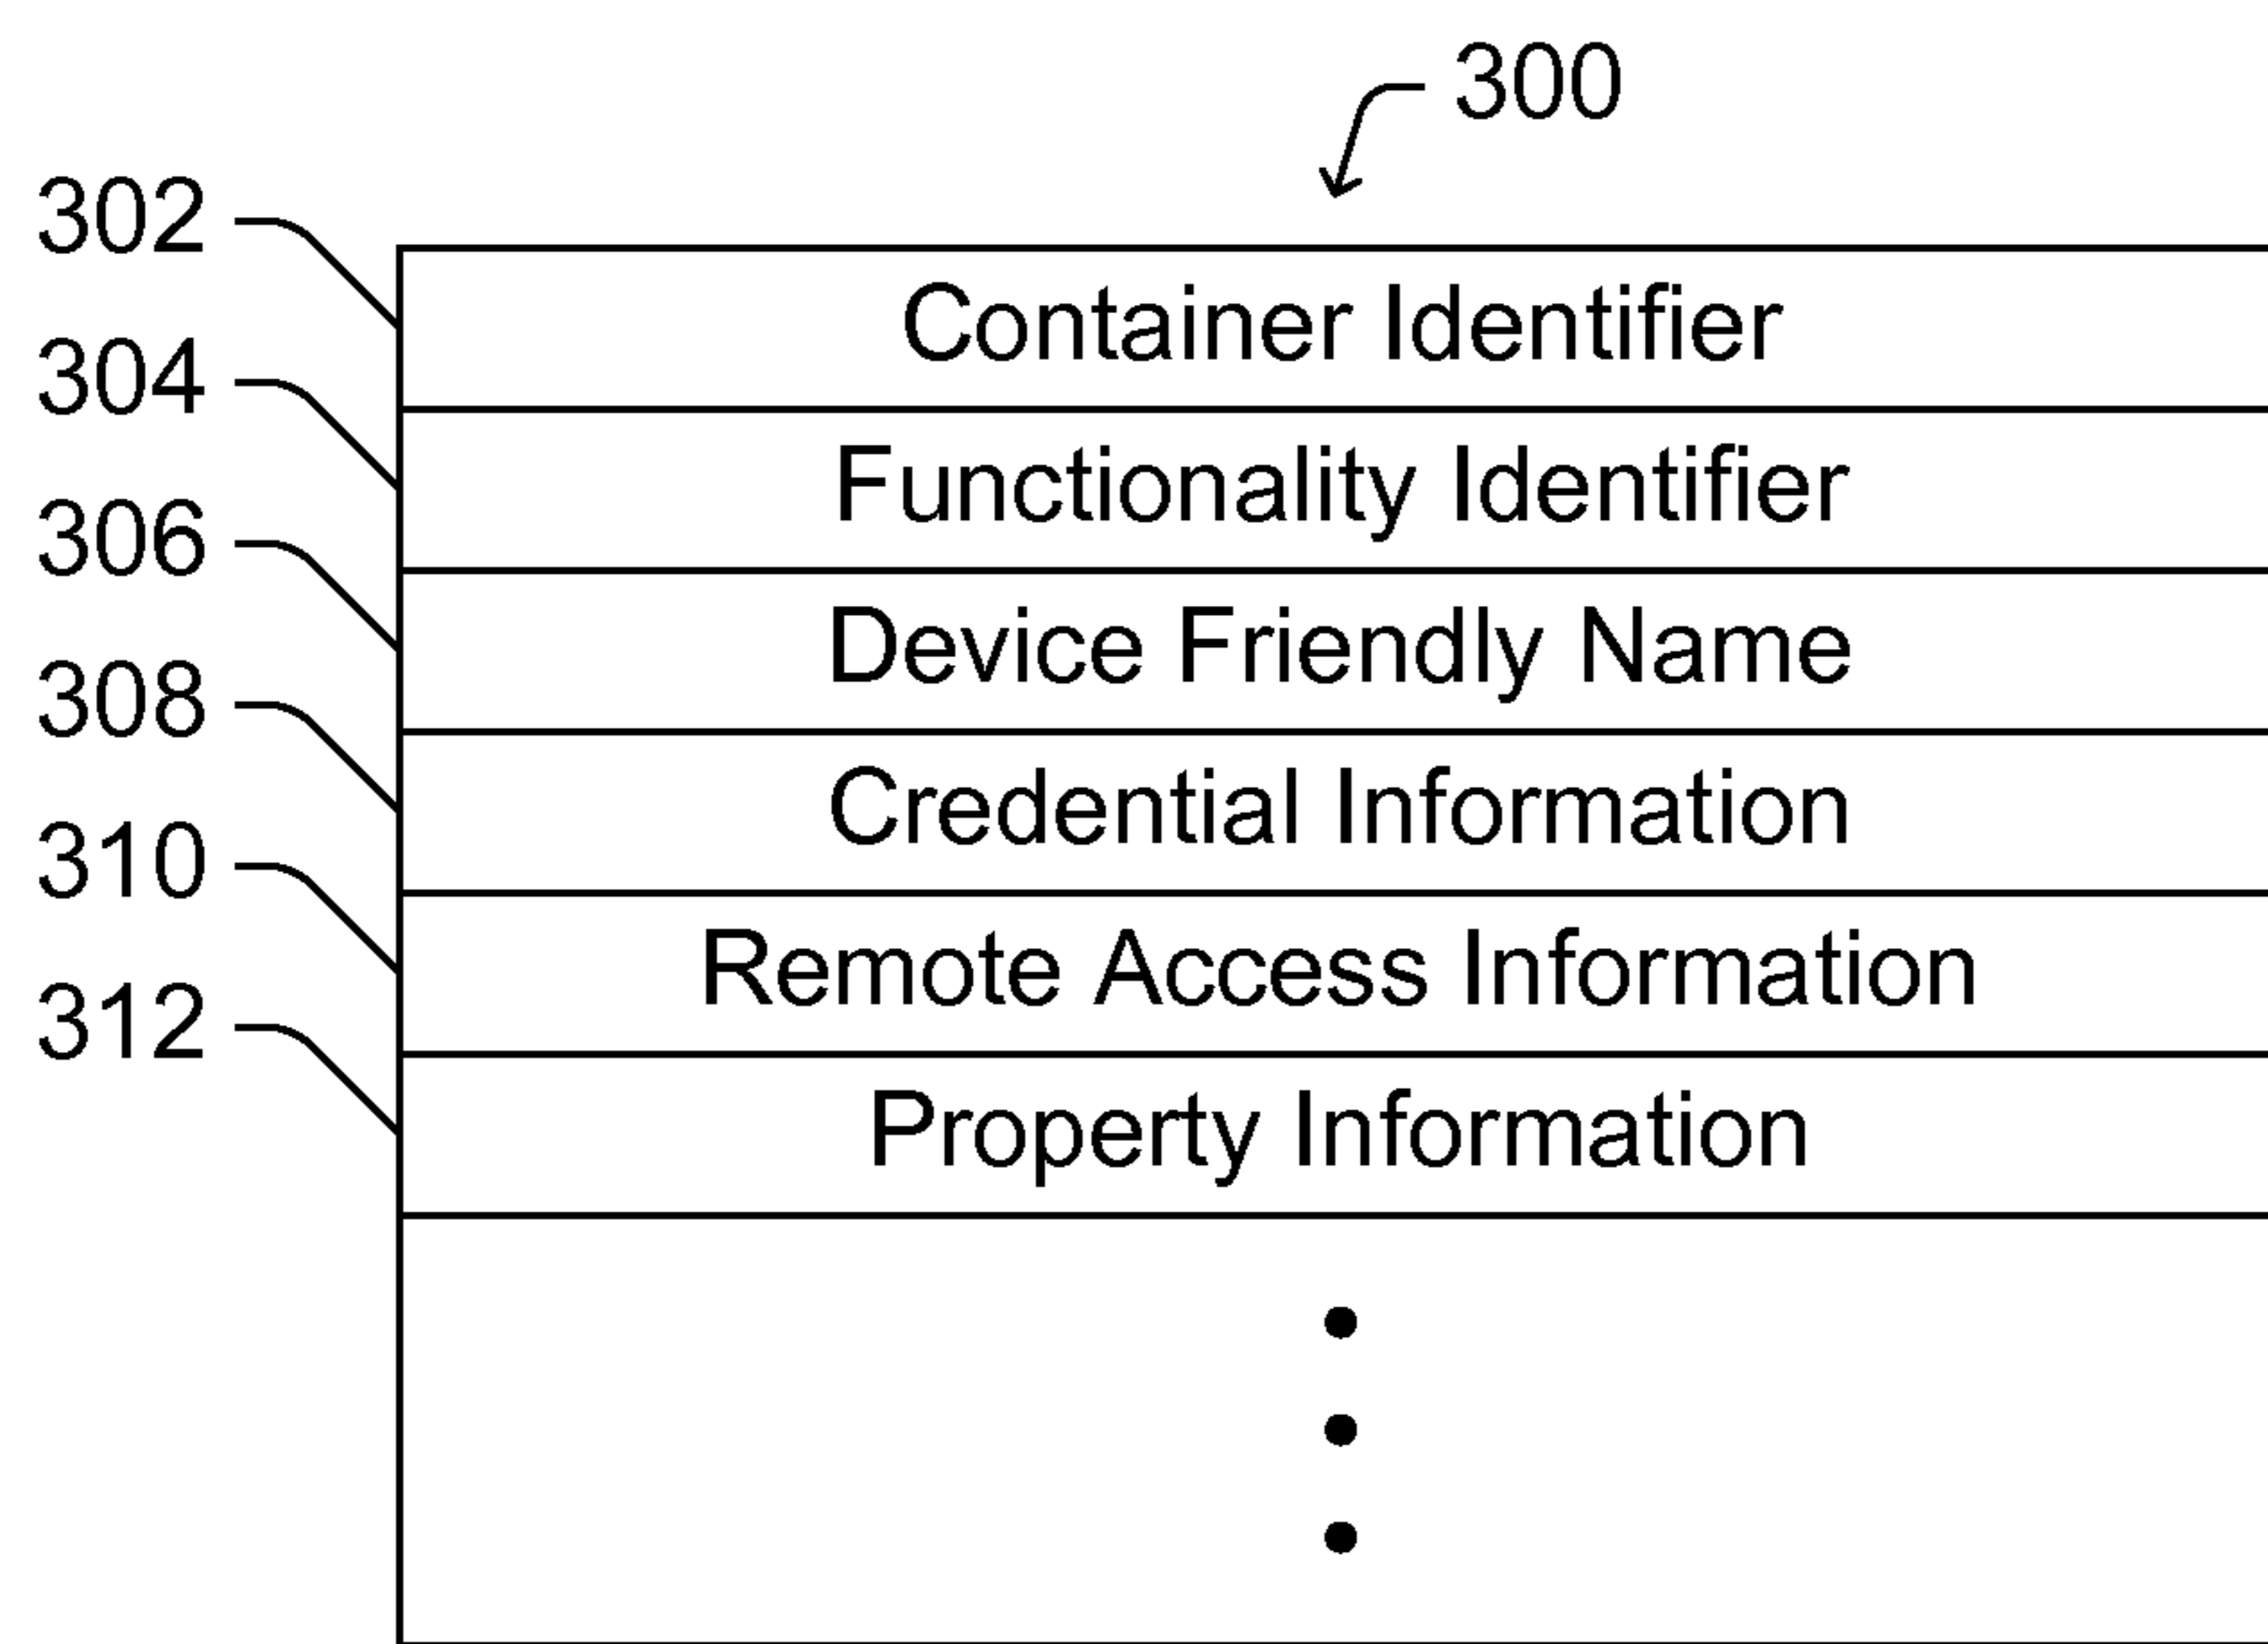 300
302
Container Identifier
304
Functionality Identifier
306
Device Friendly Name
308
Credential Information
310
Remote Access Information
312
Property Information